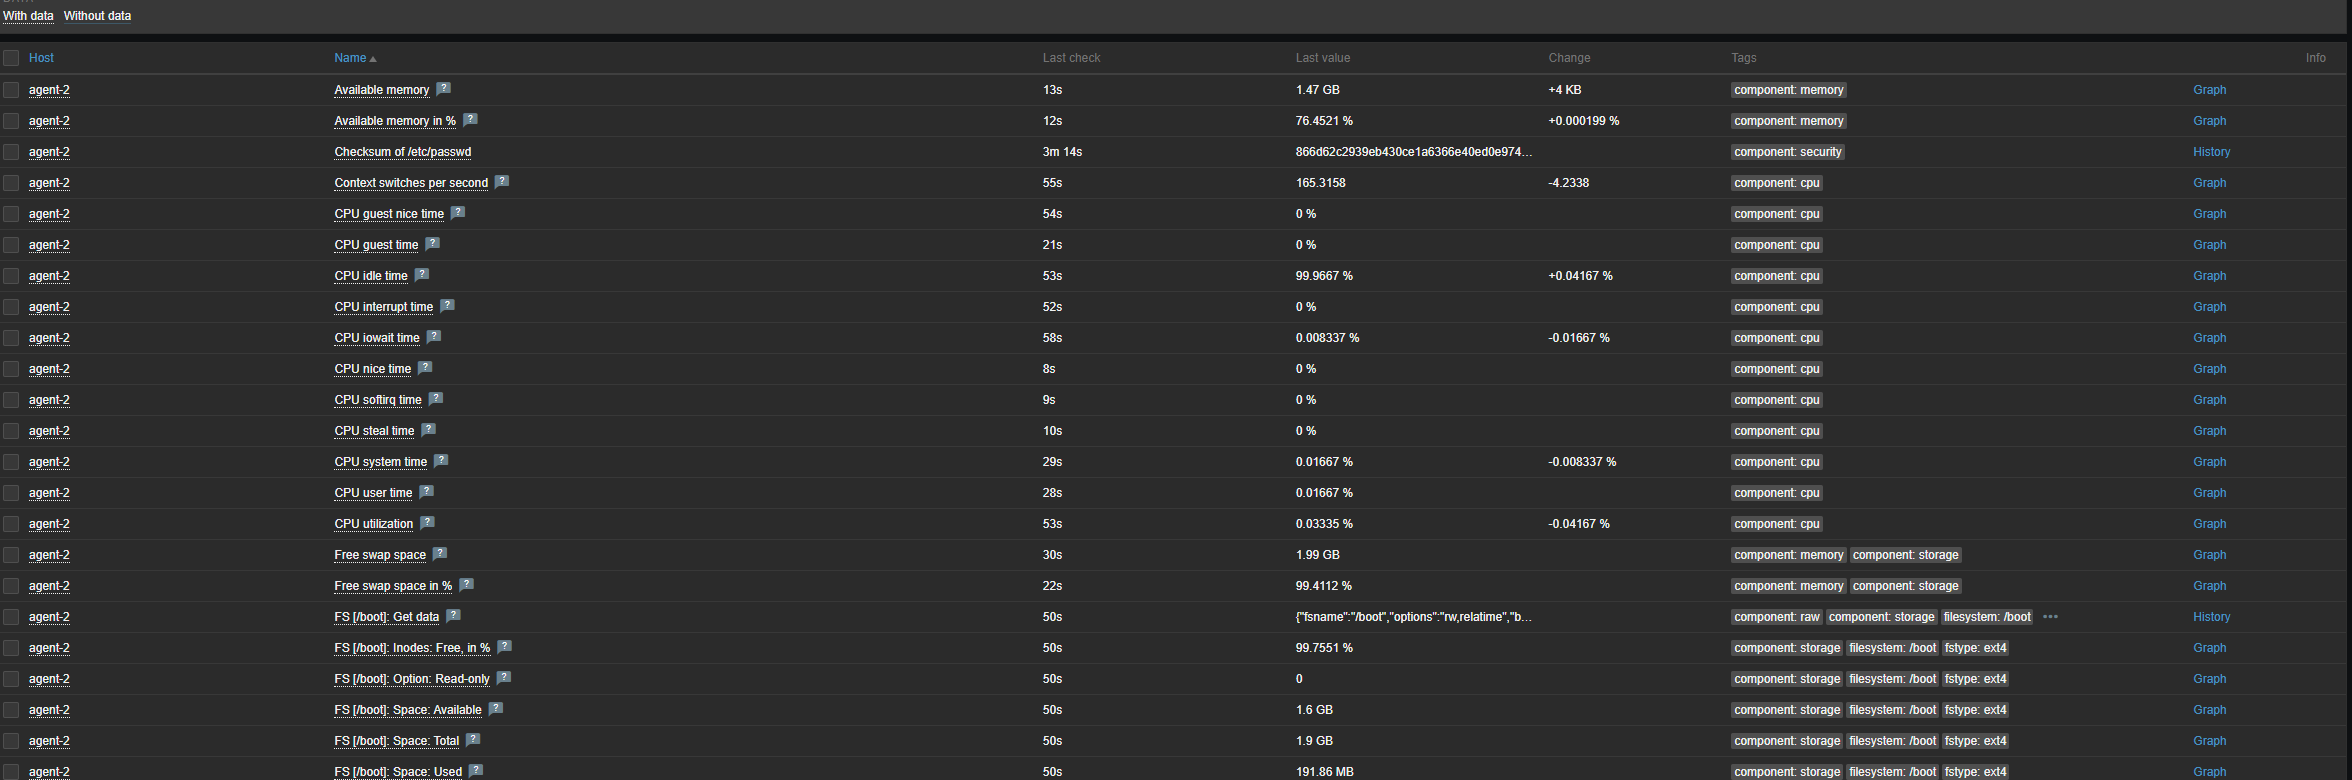 With data Without data
Host Name Last check Last value Change Tags Info
agent-2 Available memory ? 13s 1.47 GB +4 KB component: memory Graph
agent-2 Available memory in % ? 12s 76.4521 % +0.000199 % component: memory Graph
agent-2 Checksum of /etc/passwd 3m 14s 866d62c2939eb430ce1a6366e40ed0e974... component: security History
agent-2 Context switches per second ? 55s 165.3158 -4.2338 component: cpu Graph
agent-2 CPU guest nice time ? 54s 0 % component: cpu Graph
agent-2 CPU guest time ? 21s 0 % component: cpu Graph
agent-2 CPU idle time ? 53s 99.9667 % +0.04167 % component: cpu Graph
agent-2 CPU interrupt time ? 52s 0 % component: cpu Graph
agent-2 CPU iowait time ? 58s 0.008337 % -0.01667 % component: cpu Graph
agent-2 CPU nice time ? 8s 0 % component: cpu Graph
agent-2 CPU softirq time ? 9s 0 % component: cpu Graph
agent-2 CPU steal time ? 10s 0 % component: cpu Graph
agent-2 CPU system time ? 29s 0.01667 % -0.008337 % component: cpu Graph
agent-2 CPU user time ? 28s 0.01667 % component: cpu Graph
agent-2 CPU utilization ? 53s 0.03335 % -0.04167 % component: cpu Graph
agent-2 Free swap space ? 30s 1.99 GB component: memory component: storage Graph
agent-2 Free swap space in % ? 22s 99.4112 % component: memory component: storage Graph
agent-2 FS [/boot]: Get data ? 50s {"fsname":"/boot","options":"rw,relatime","b... component: raw component: storage filesystem: /boot ••• History
agent-2 FS [/boot]: Inodes: Free, in % ? 50s 99.7551 % component: storage filesystem: /boot fstype: ext4 Graph
agent-2 FS [/boot]: Option: Read-only ? 50s 0 component: storage filesystem: /boot fstype: ext4 Graph
agent-2 FS [/boot]: Space: Available ? 50s 1.6 GB component: storage filesystem: /boot fstype: ext4 Graph
agent-2 FS [/boot]: Space: Total ? 50s 1.9 GB component: storage filesystem: /boot fstype: ext4 Graph
agent-2 FS [/boot]: Space: Used ? 50s 191.86 MB component: storage filesystem: /boot fstype: ext4 Graph